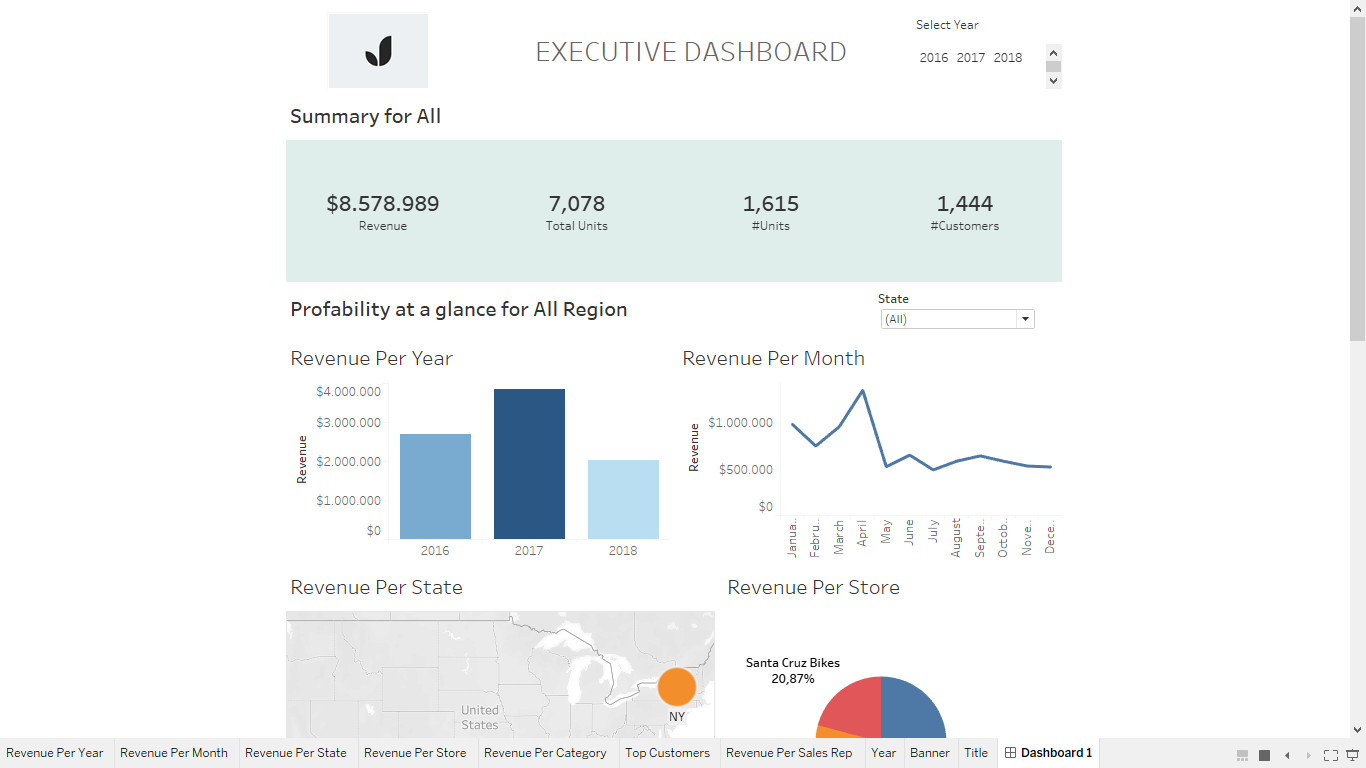 Select Year
EXECUTIVE DASHBOARD
2016 2017 2018
Summary for All
$8.578.989
Revenue
7,078
Total Units
1,615
#Units
1,444
#Customers
Profability at a glance for All Region
State
(All)
Revenue Per Year
Revenue
$4.000.000
$3.000.000
$2.000.000
$1.000.000
$0
2016 2017 2018
Revenue Per Month
Revenue
$1.000.000
$500.000
$0
Janua..
Febru..
March
April
May
June
July
August
Septe..
Octob..
Nove..
Dece..
Revenue Per State
United
States
NY
Revenue Per Store
Santa Cruz Bikes
20,87%
Revenue Per Year Revenue Per Month Revenue Per State Revenue Per Store Revenue Per Category Top Customers Revenue Per Sales Rep Year Banner Title Dashboard 1